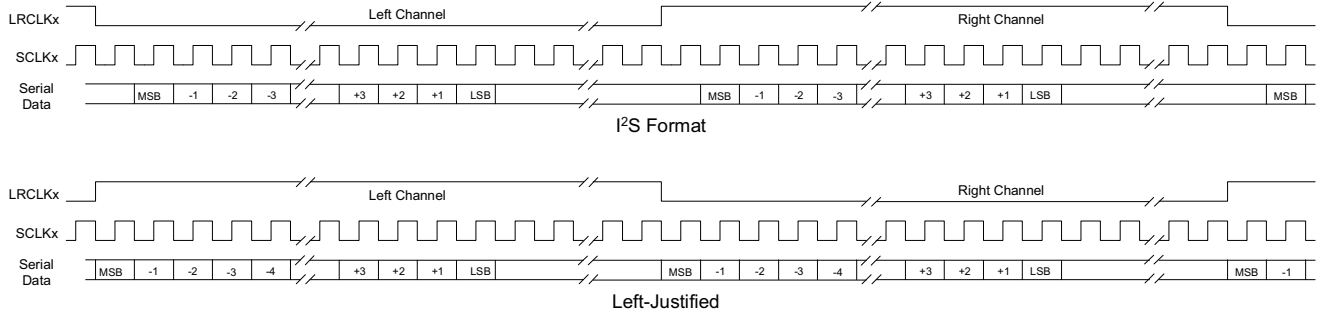 LRCLKx Left Channel Right Channel
SCLKx
Serial Data MSB -1 -2 -3 +3 +2 +1 LSB MSB -1 -2 -3 +3 +2 +1 LSB MSB
I²S Format
LRCLKx Left Channel Right Channel
SCLKx
Serial Data MSB -1 -2 -3 -4 +3 +2 +1 LSB MSB -1 -2 -3 -4 +3 +2 +1 LSB MSB -1
Left-Justified